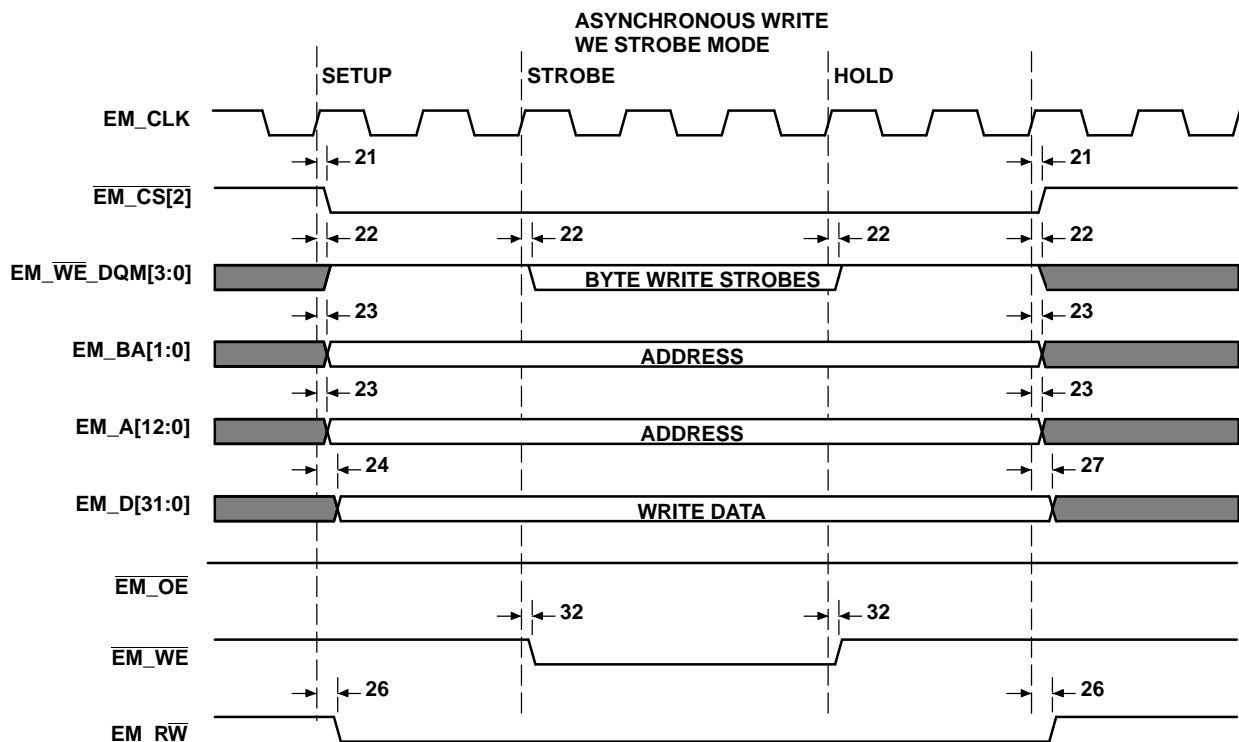 ASYNCHRONOUS WRITE
WE STROBE MODE
SETUP STROBE HOLD
EM_CLK
21 21
EM_CS[2]
22 22 22 22
EM_WE_DQM[3:0] BYTE WRITE STROBES
23 23
EM_BA[1:0] ADDRESS
23 23
EM_A[12:0] ADDRESS
24 27
EM_D[31:0] WRITE DATA
EM_OE
32 32
EM_WE
26 26
EM_RW